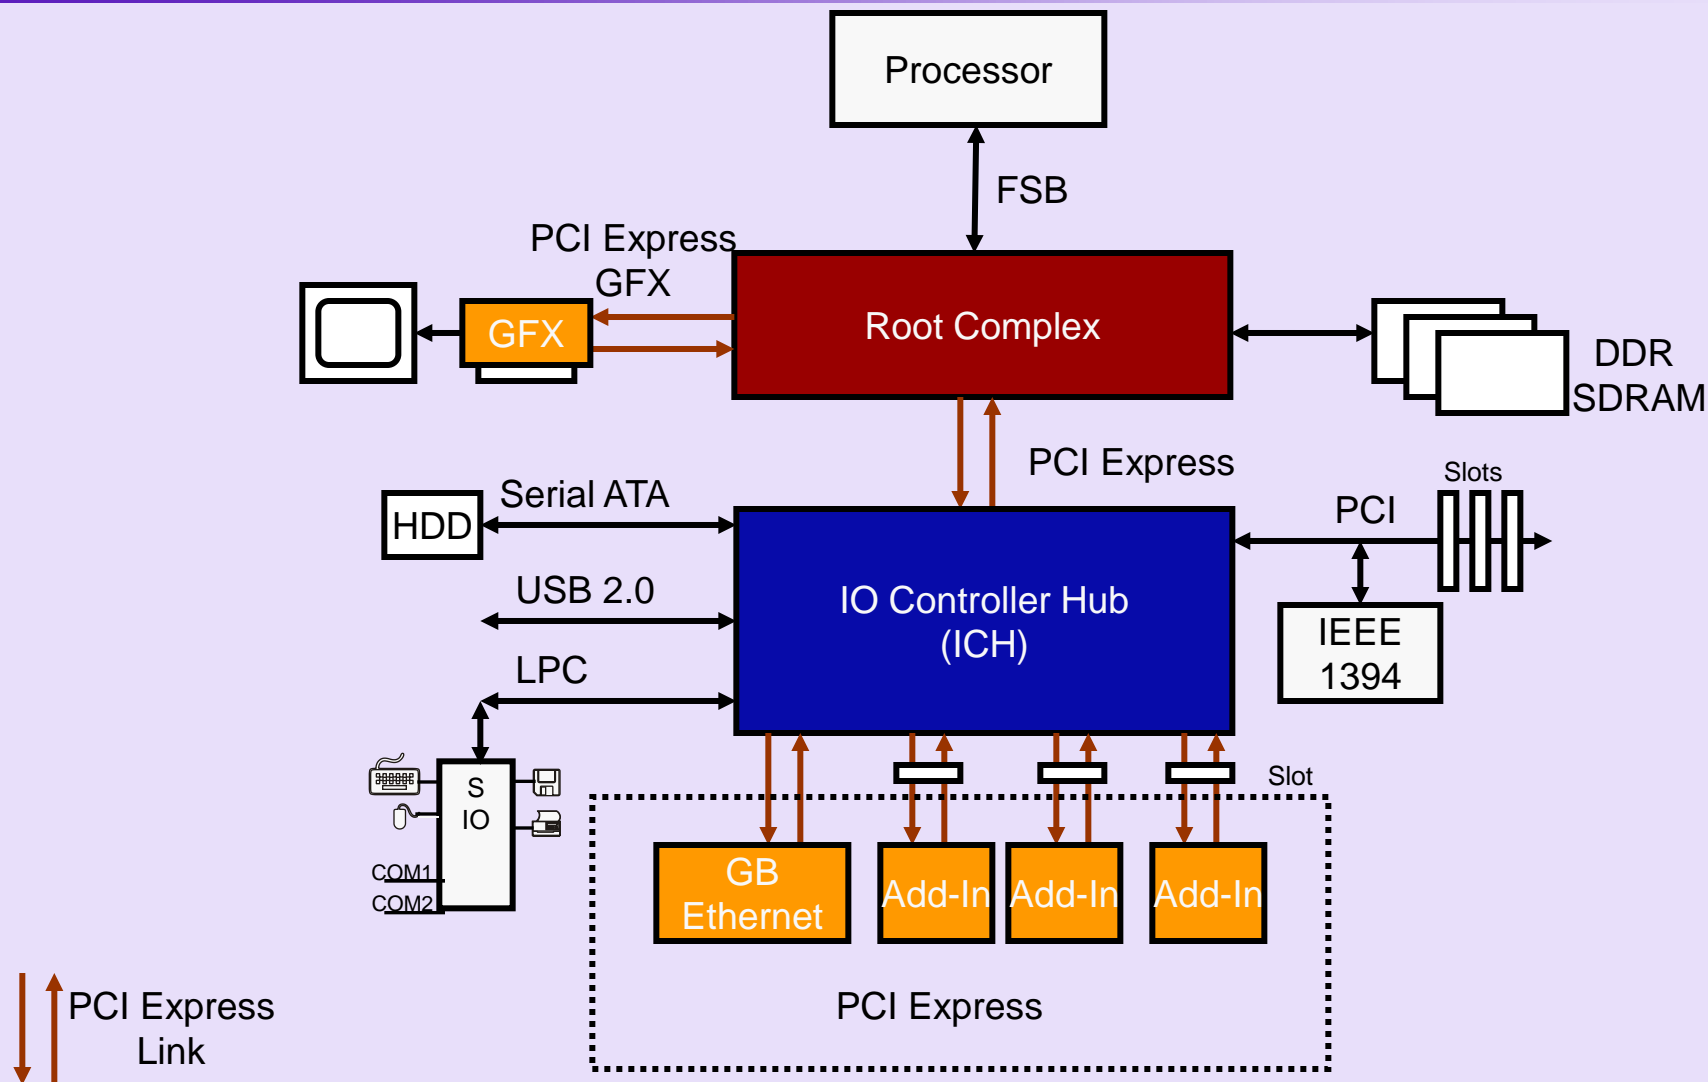 Processor
FSB
PCI Express
GFX
GFX
Root Complex
DDR
SDRAM
PCI Express
Slots
Serial ATA
HDD
PCI
USB 2.0
IO Controller Hub
(ICH)
IEEE
1394
LPC
S
IO
Slot
COM1
COM2
GB
Ethernet
Add-In
Add-In
Add-In
PCI Express
PCI Express
Link